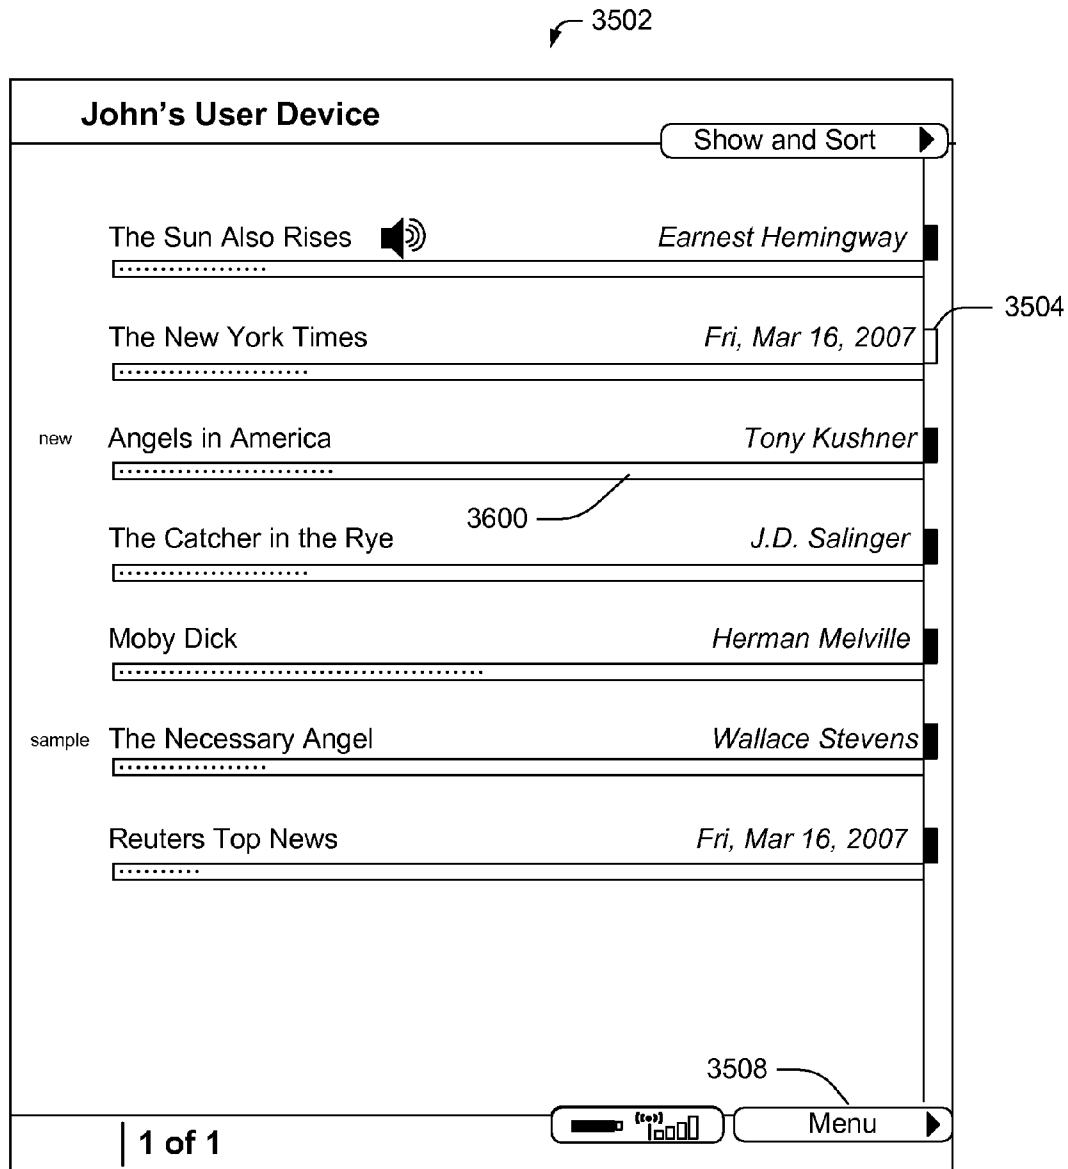 3502
John's User Device
Show and Sort
The Sun Also Rises Earnest Hemingway
The New York Times Fri, Mar 16, 2007
3504
new Angels in America Tony Kushner
3600
The Catcher in the Rye J.D. Salinger
Moby Dick Herman Melville
sample The Necessary Angel Wallace Stevens
Reuters Top News Fri, Mar 16, 2007
3508
Menu
1 of 1